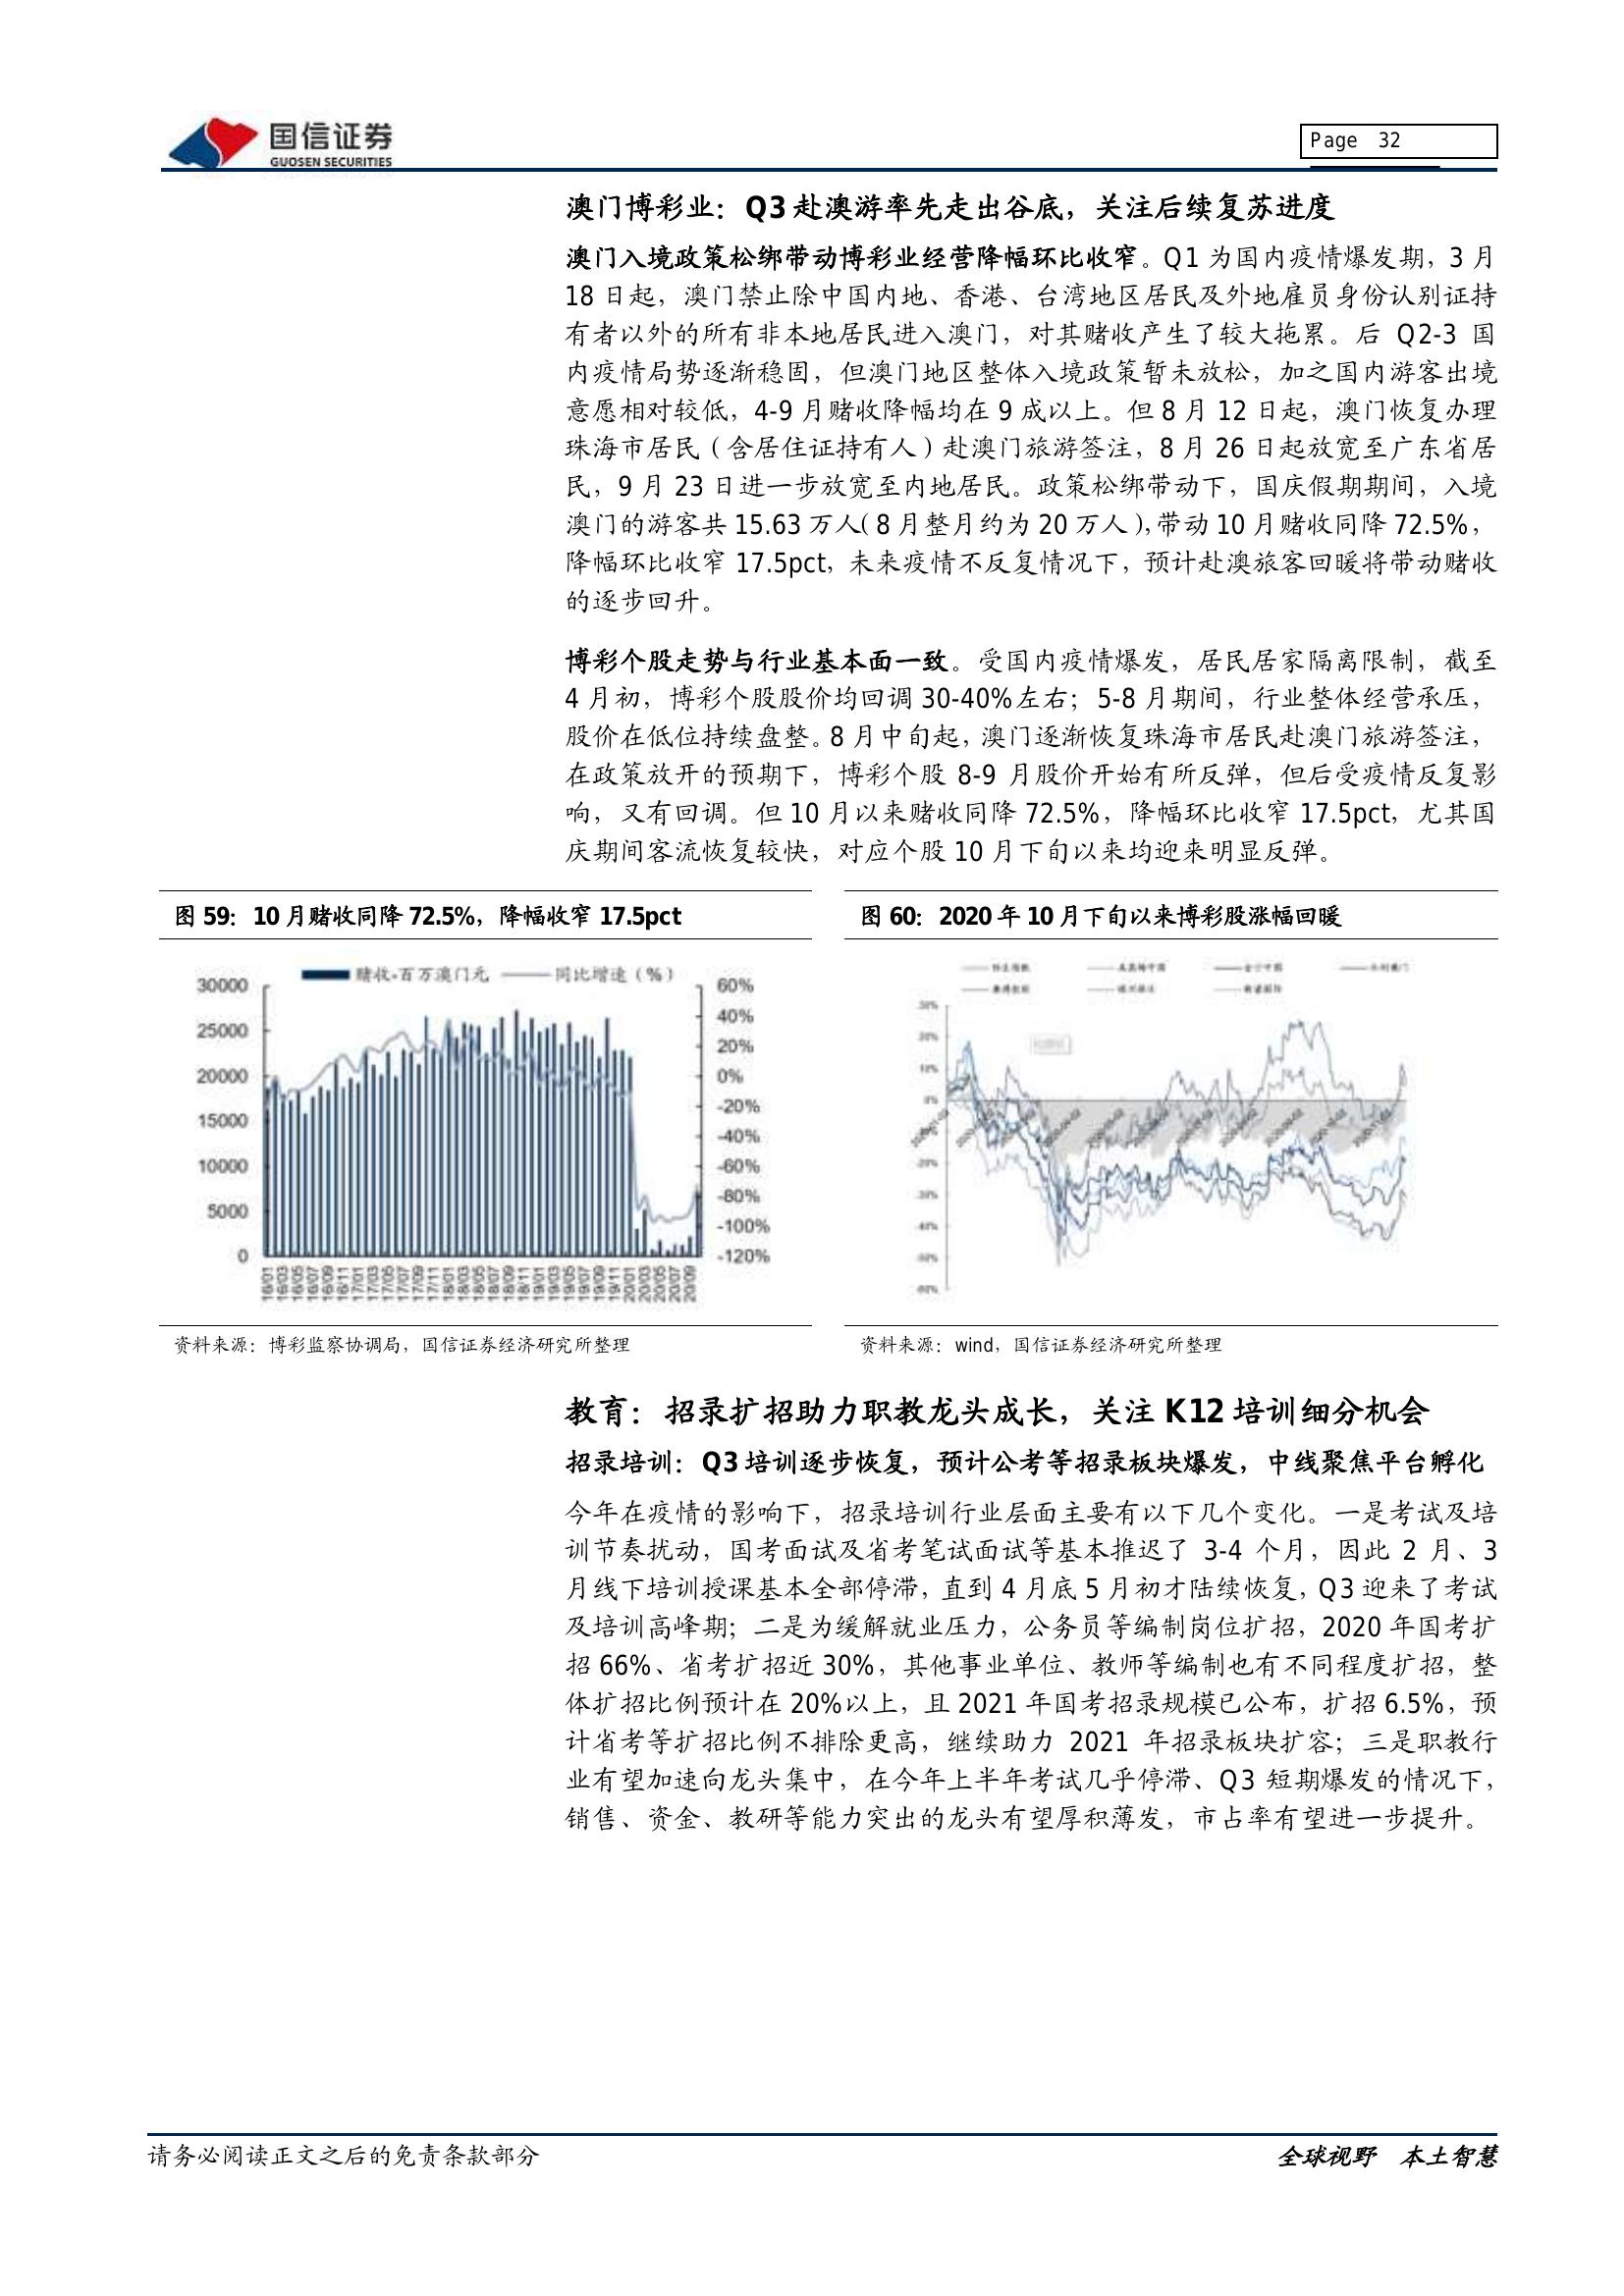 国信证券
GUOSEN SECURITIES
Page 32
澳门博彩业：Q3赴澳游率先走出谷底，关注后续复苏进度
澳门入境政策松绑带动博彩业经营降幅环比收窄。Q1 为国内疫情爆发期，3 月
18 日起，澳门禁止除中国内地、香港、台湾地区居民及外地雇员身份认别证持
有者以外的所有非本地居民进入澳门，对其赌收产生了较大拖累。后 Q2-3 国
内疫情局势逐渐稳固，但澳门地区整体入境政策暂未放松，加之国内游客出境
意愿相对较低，4-9 月赌收降幅均在 9 成以上。但 8 月 12 日起，澳门恢复办理
珠海市居民（含居住证持有人）赴澳门旅游签注，8 月 26 日起放宽至广东省居
民，9 月 23 日进一步放宽至内地居民。政策松绑带动下，国庆假期期间，入境
澳门的游客共 15.63 万人（8 月整月约为 20 万人），带动 10 月赌收同降 72.5%，
降幅环比收窄 17.5pct，未来疫情不反复情况下，预计赴澳旅客回暖将带动赌收
的逐步回升。
博彩个股走势与行业基本面一致。受国内疫情爆发，居民居家隔离限制，截至
4 月初，博彩个股股价均回调 30-40%左右；5-8 月期间，行业整体经营承压，
股价在低位持续盘整。8 月中旬起，澳门逐渐恢复珠海市居民赴澳门旅游签注，
在政策放开的预期下，博彩个股 8-9 月股价开始有所反弹，但后受疫情反复影
响，又有回调。但 10 月以来赌收同降 72.5%，降幅环比收窄 17.5pct，尤其国
庆期间客流恢复较快，对应个股 10 月下旬以来均迎来明显反弹。
图 59：10 月赌收同降 72.5%，降幅收窄 17.5pct
赌收-百万澳门元 同比增速（%）
30000 60%
25000 40%
20000 20%
15000 0%
10000 -20%
5000 -40%
0 -60%
-80%
-100%
-120%
16/01 16/03 16/05 16/07 16/09 16/11 17/01 17/03 17/05 17/07 17/09 17/11 18/01 18/03 18/05 18/07 18/09 18/11 19/01 19/03 19/05 19/07 19/09 19/11 20/01 20/03 20/05 20/07 20/09
资料来源：博彩监察协调局，国信证券经济研究所整理
图 60：2020 年 10 月下旬以来博彩股涨幅回暖
30%
20%
10%
0%
-20%
-30%
-40%
-50%
-60%
资料来源：wind，国信证券经济研究所整理
教育：招录扩招助力职教龙头成长，关注 K12 培训细分机会
招录培训：Q3 培训逐步恢复，预计公考等招录板块爆发，中线聚焦平台孵化
今年在疫情的影响下，招录培训行业层面主要有以下几个变化。一是考试及培
训节奏扰动，国考面试及省考笔试面试等基本推迟了 3-4 个月，因此 2 月、3
月线下培训授课基本全部停滞，直到 4 月底 5 月初才陆续恢复，Q3 迎来了考试
及培训高峰期；二是为缓解就业压力，公务员等编制岗位扩招，2020 年国考扩
招 66%、省考扩招近 30%，其他事业单位、教师等编制也有不同程度扩招，整
体扩招比例预计在 20%以上，且 2021 年国考招录规模已公布，扩招 6.5%，预
计省考等扩招比例不排除更高，继续助力 2021 年招录板块扩容；三是职教行
业有望加速向龙头集中，在今年上半年考试几乎停滞、Q3 短期爆发的情况下，
销售、资金、教研等能力突出的龙头有望厚积薄发，市占率有望进一步提升。
请务必阅读正文之后的免责条款部分
全球视野 本土智慧